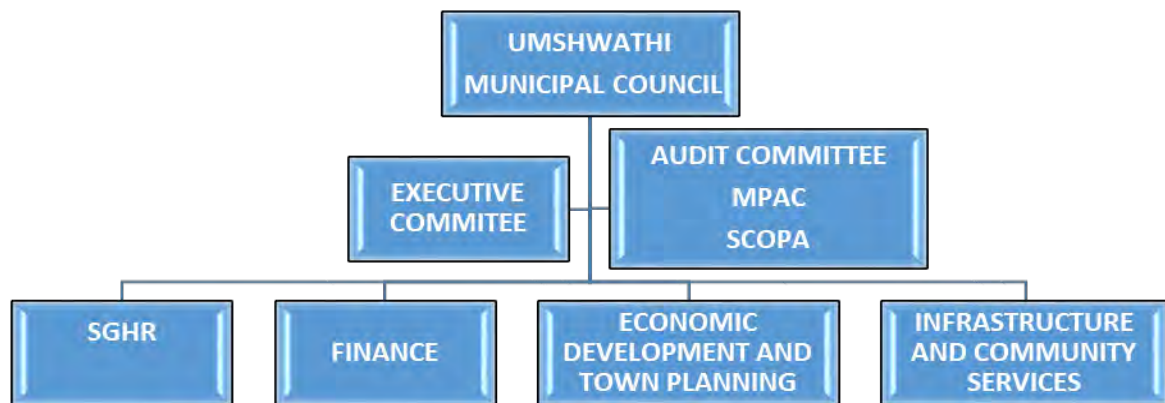 UMSHWATHI
MUNICIPAL COUNCIL
EXECUTIVE
COMMITEE
AUDIT COMMITTEE
MPAC
SCOPA
SGHR
FINANCE
ECONOMIC
DEVELOPMENT AND
TOWN PLANNING
INFRASTRUCTURE
AND COMMUNITY
SERVICES